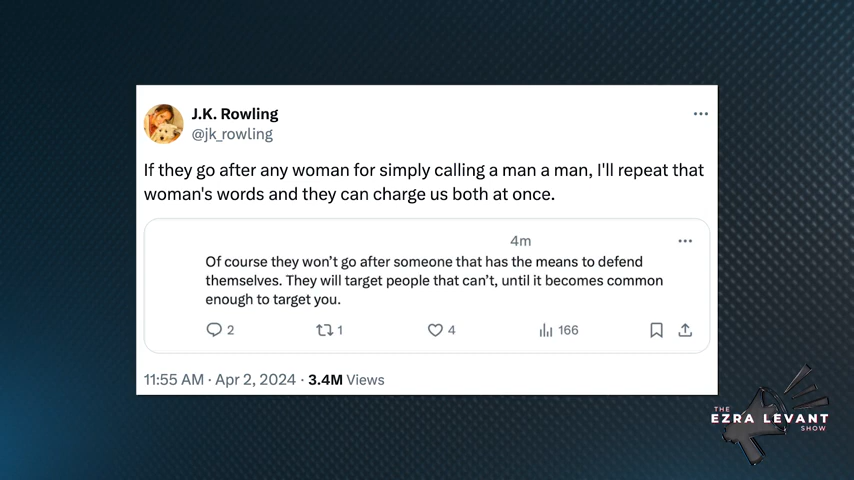 J.K. Rowling
@jk_rowling
If they go after any woman for simply calling a man a man, I'll repeat that
woman's words and they can charge us both at once.
4m
Of course they won't go after someone that has the means to defend
themselves. They will target people that can't, until it becomes common
enough to target you.
2 1 4 166
11:55 AM · Apr 2, 2024 · 3.4M Views
THE
EZRA LEVANT
SHOW